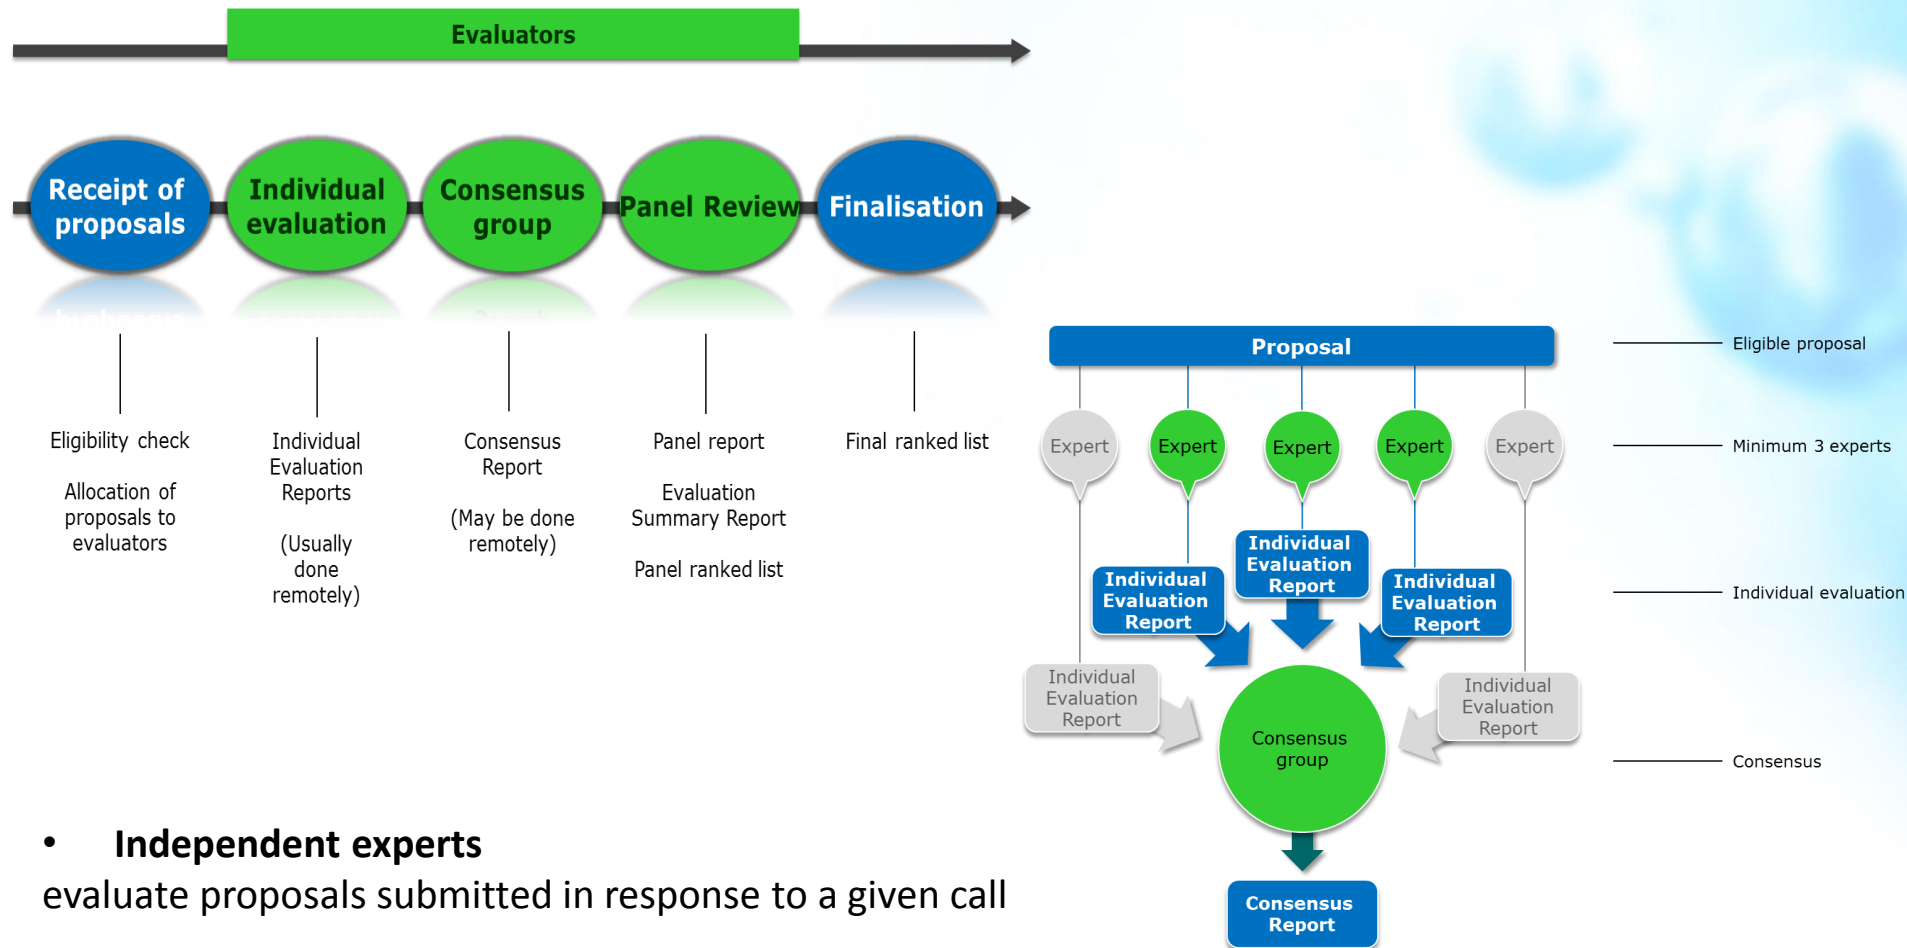 Evaluators
Receipt of
proposals
Individual
evaluation
Consensus
group
Panel Review
Finalisation
Eligibility check
Allocation of
proposals to
evaluators
Individual
Evaluation
Reports
(Usually
done
remotely)
Consensus
Report
(May be done
remotely)
Panel report
Evaluation
Summary Report
Panel ranked list
Final ranked list
Proposal
Eligible proposal
Expert
Expert
Expert
Expert
Expert
Minimum 3 experts
Individual
Evaluation
Report
Individual
Evaluation
Report
Individual
Evaluation
Report
Individual evaluation
Individual
Evaluation
Report
Individual
Evaluation
Report
Consensus
group
Consensus
Consensus
Report
• Independent experts
evaluate proposals submitted in response to a given call